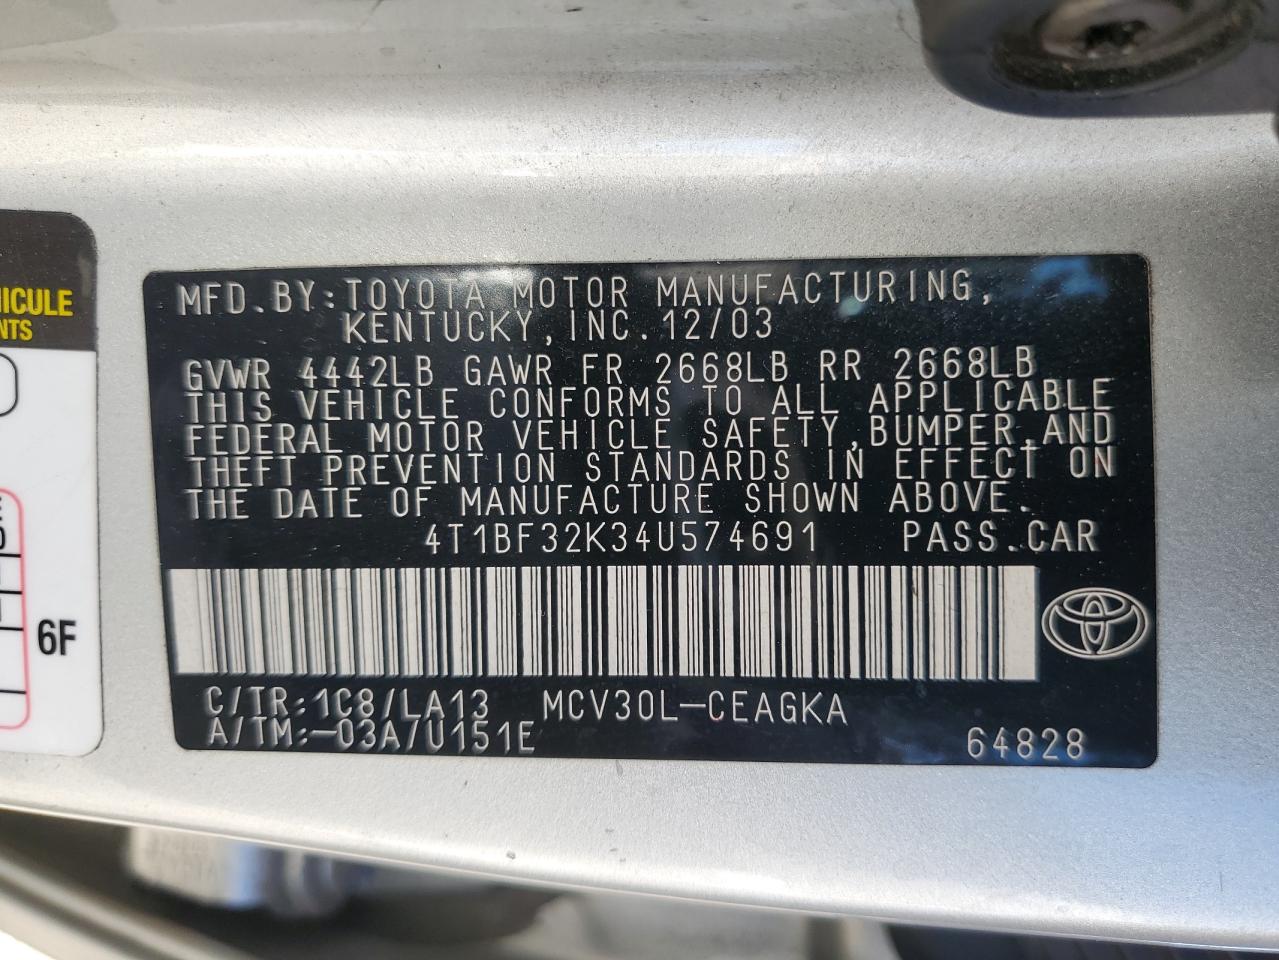 HICULE
NTS
6F
MFD.BY:TOYOTA MOTOR MANUFACTURING,
KENTUCKY,INC.12/03
GVWR 4442LB GAWR FR 2668LB RR 2668LB
THIS VEHICLE CONFORMS TO ALL APPLICABLE
FEDERAL MOTOR VEHICLE SAFETY,BUMPER,AND
THEFT PREVENTION STANDARDS IN EFFECT ON
THE DATE OF MANUFACTURE SHOWN ABOVE.
4T1BF32K34U574691 PASS.CAR
C/TR:1C8/LA13 MCV30L-CEAGKA
A/TM:-03A/U151E 64828